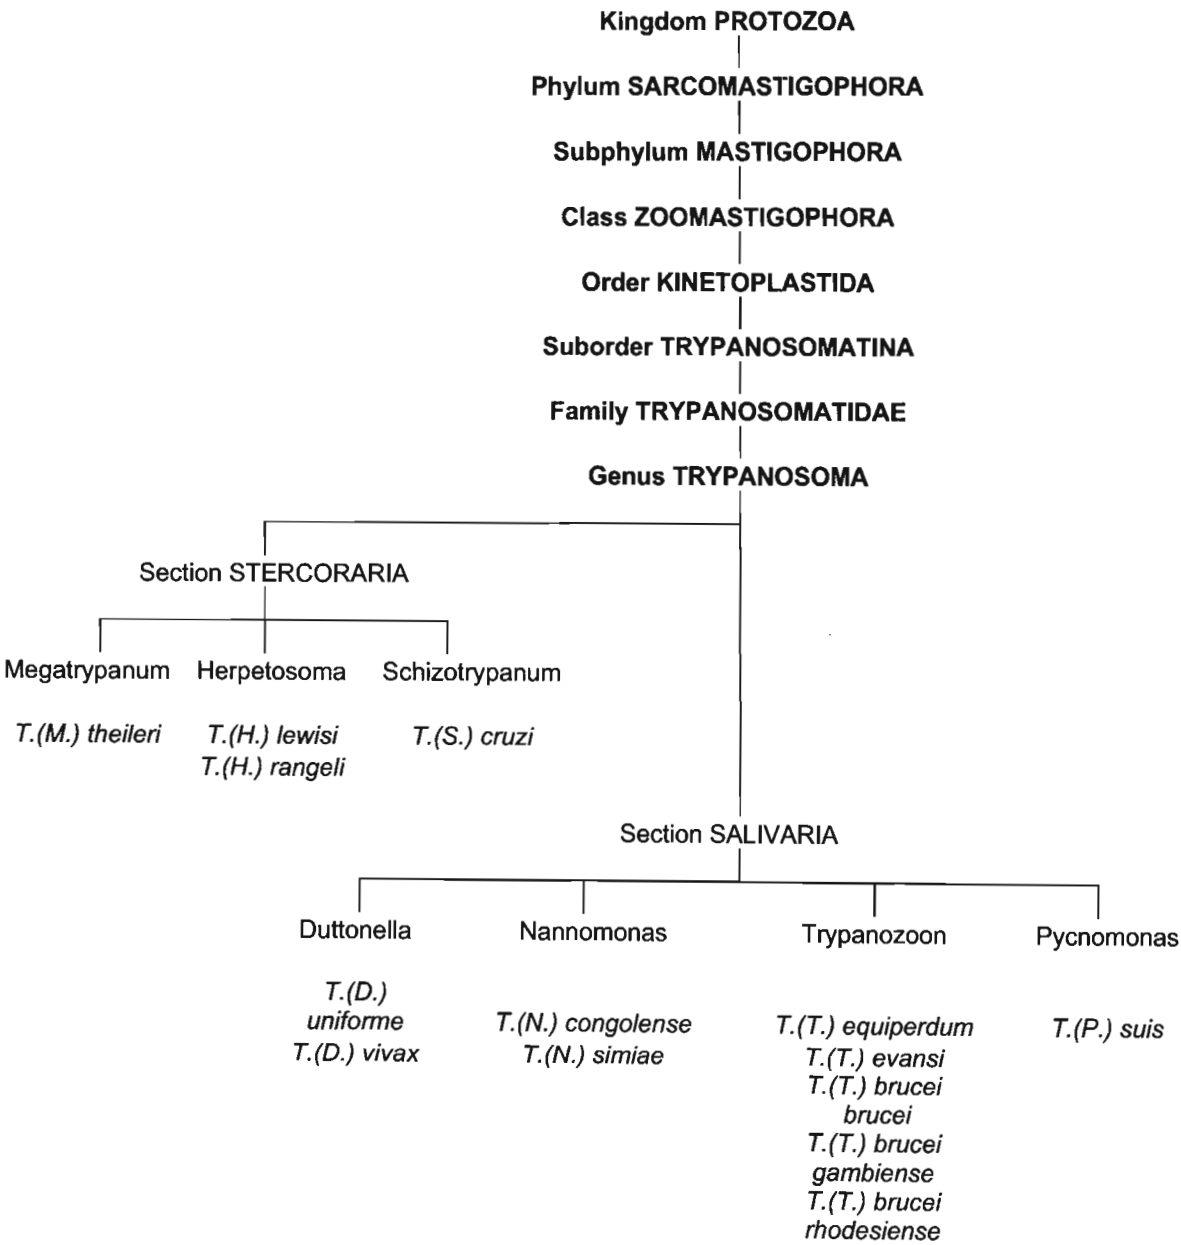 Kingdom PROTOZOA
Phylum SARCOMASTIGOPHORA
Subphylum MASTIGOPHORA
Class ZOOMASTIGOPHORA
Order KINETOPLASTIDA
Suborder TRYPANOSOMATINA
Family TRYPANOSOMATIDAE
Genus TRYPANOSOMA
Section STERCORARIA
Megatrypanum
T.(M.) theileri
Herpetosoma
T.(H.) lewisi
T.(H.) rangeli
Schizotrypanum
T.(S.) cruzi
Section SALIVARIA
Duttonella
T.(D.)
uniforme
T.(D.) vivax
Nannomonas
T.(N.) congolense
T.(N.) simiae
Trypanozoon
T.(T.) equiperdum
T.(T.) evansi
T.(T.) brucei
brucei
T.(T.) brucei
gambiense
T.(T.) brucei
rhodesiense
Pycnomonas
T.(P.) suis